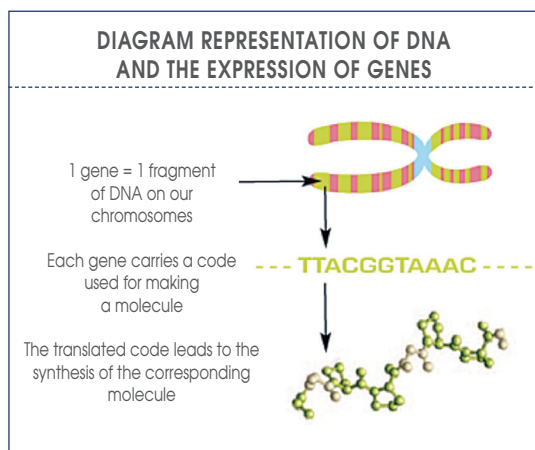 DIAGRAM REPRESENTATION OF DNA
AND THE EXPRESSION OF GENES
1 gene = 1 fragment
of DNA on our
chromosomes
Each gene carries a code
used for making
a molecule
---- TTACGGTAAAC -----
The translated code leads to the
synthesis of the corresponding
molecule